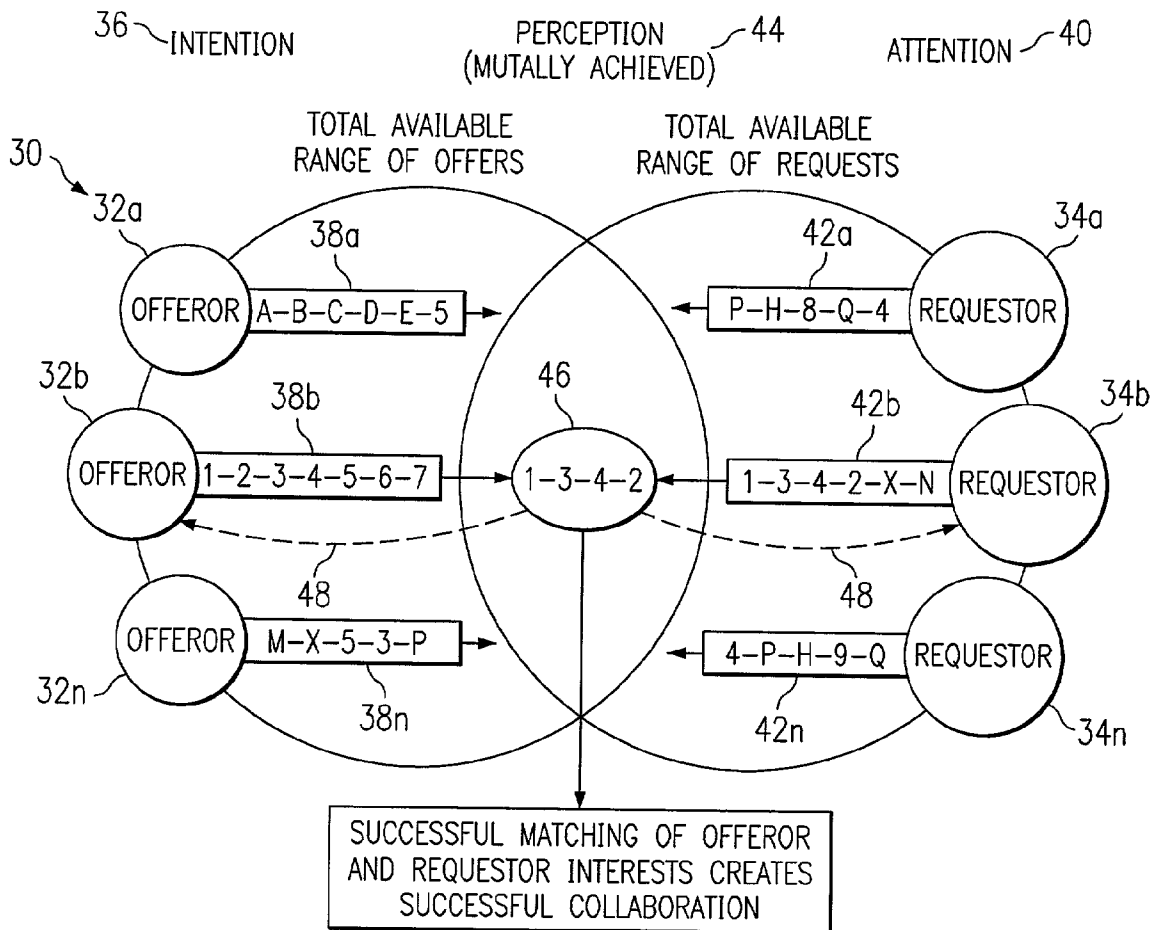 36 INTENTION
PERCEPTION
(MUTALLY ACHIEVED)
44
ATTENTION 40
TOTAL AVAILABLE
RANGE OF OFFERS
TOTAL AVAILABLE
RANGE OF REQUESTS
30
32a
38a
42a
34a
OFFEROR
A-B-C-D-E-5
P-H-8-Q-4
REQUESTOR
32b
38b
46
42b
34b
OFFEROR
1-2-3-4-5-6-7
1-3-4-2
1-3-4-2-X-N
REQUESTOR
48
48
OFFEROR
M-X-5-3-P
4-P-H-9-Q
REQUESTOR
32n
38n
42n
34n
SUCCESSFUL MATCHING OF OFFEROR
AND REQUESTOR INTERESTS CREATES
SUCCESSFUL COLLABORATION